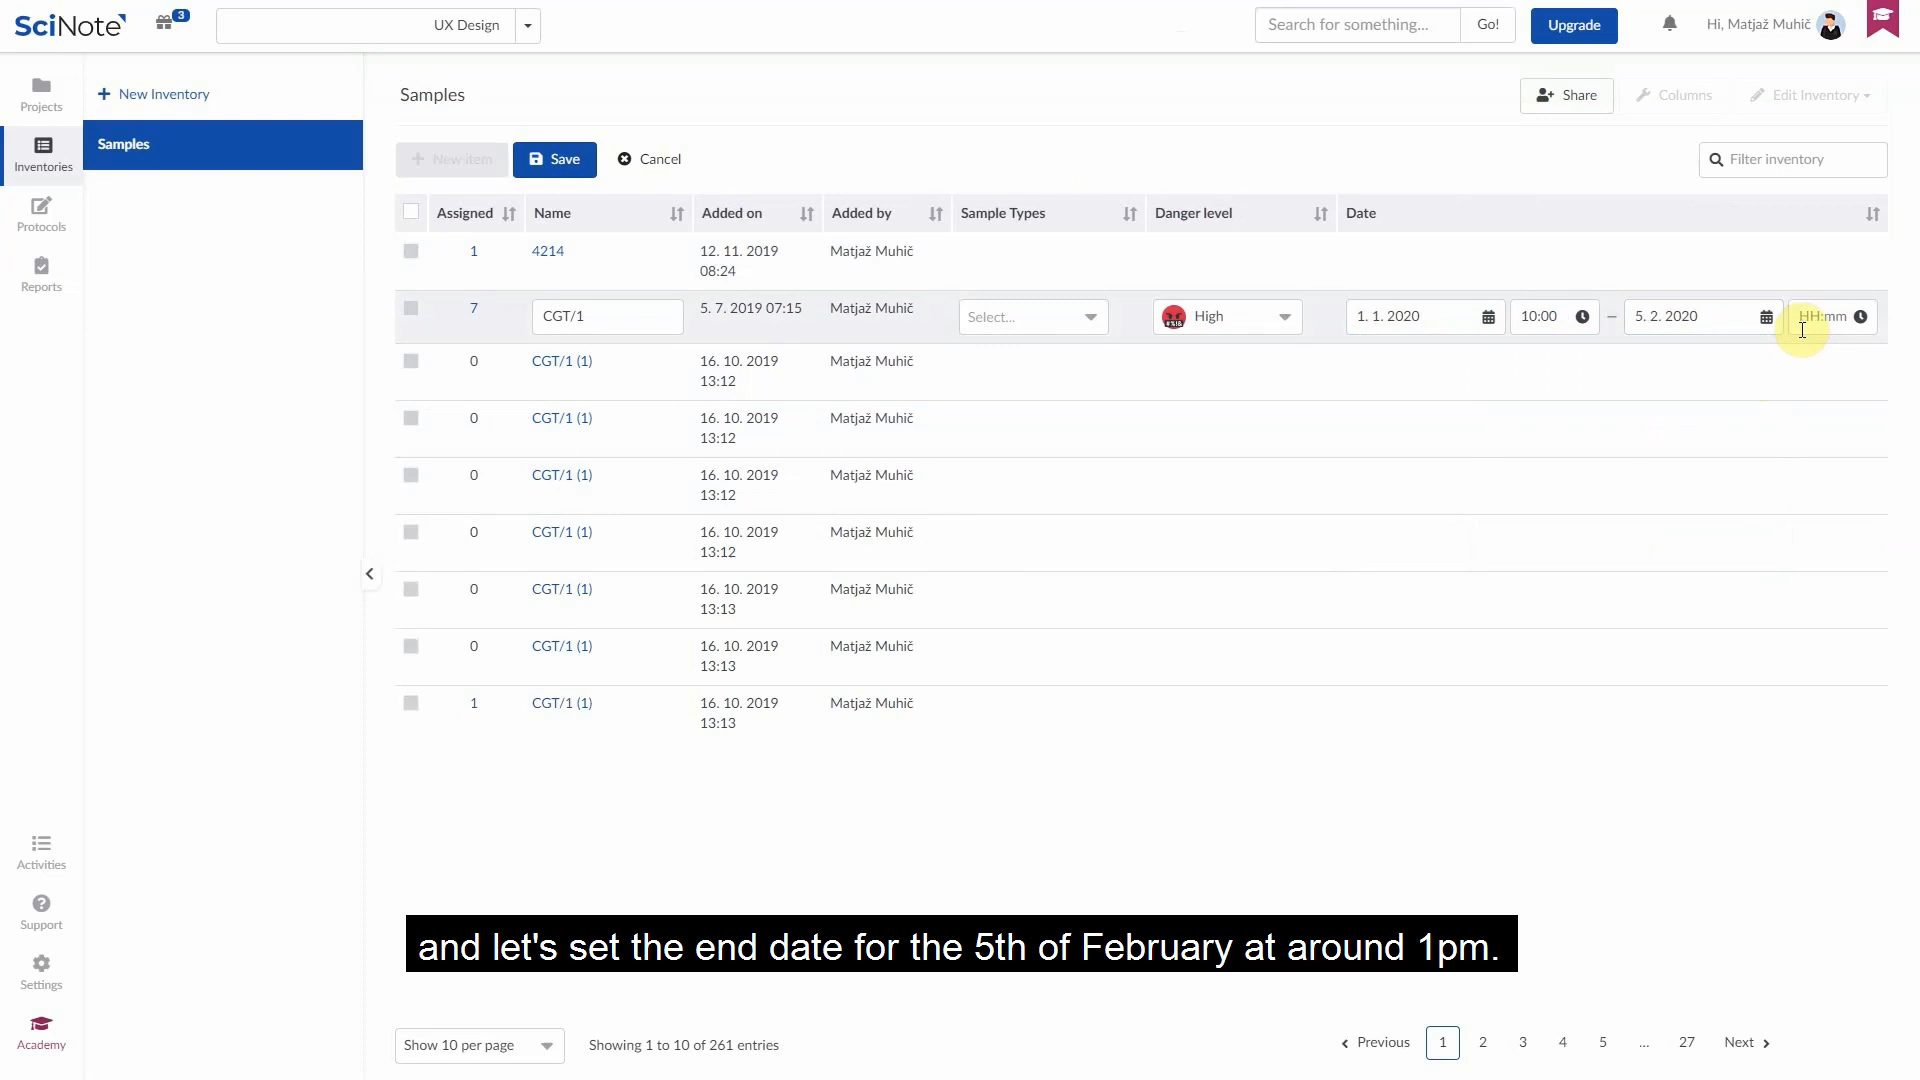 SciNote
3
UX Design
Search for something...
Go!
Upgrade
Hi, Matjaž Muhič
Projects
Inventories
Protocols
Reports
Activities
Support
Settings
Academy
New Inventory
Samples
Samples
Share
Columns
Edit Inventory
New item
Save
Cancel
Filter inventory
Assigned Name Added on Added by Sample Types Danger level Date
1 4214 12. 11. 2019 Matjaž Muhič
08:24
7 CGT/1 5. 7. 2019 07:15 Matjaž Muhič Select... High 1. 1. 2020 10:00 – 5. 2. 2020 HH:mm
0 CGT/1 (1) 16. 10. 2019 Matjaž Muhič
13:12
0 CGT/1 (1) 16. 10. 2019 Matjaž Muhič
13:12
0 CGT/1 (1) 16. 10. 2019 Matjaž Muhič
13:12
0 CGT/1 (1) 16. 10. 2019 Matjaž Muhič
13:12
0 CGT/1 (1) 16. 10. 2019 Matjaž Muhič
13:13
0 CGT/1 (1) 16. 10. 2019 Matjaž Muhič
13:13
1 CGT/1 (1) 16. 10. 2019 Matjaž Muhič
13:13
and let's set the end date for the 5th of February at around 1pm.
Show 10 per page
Showing 1 to 10 of 261 entries
Previous 1 2 3 4 5 ... 27 Next